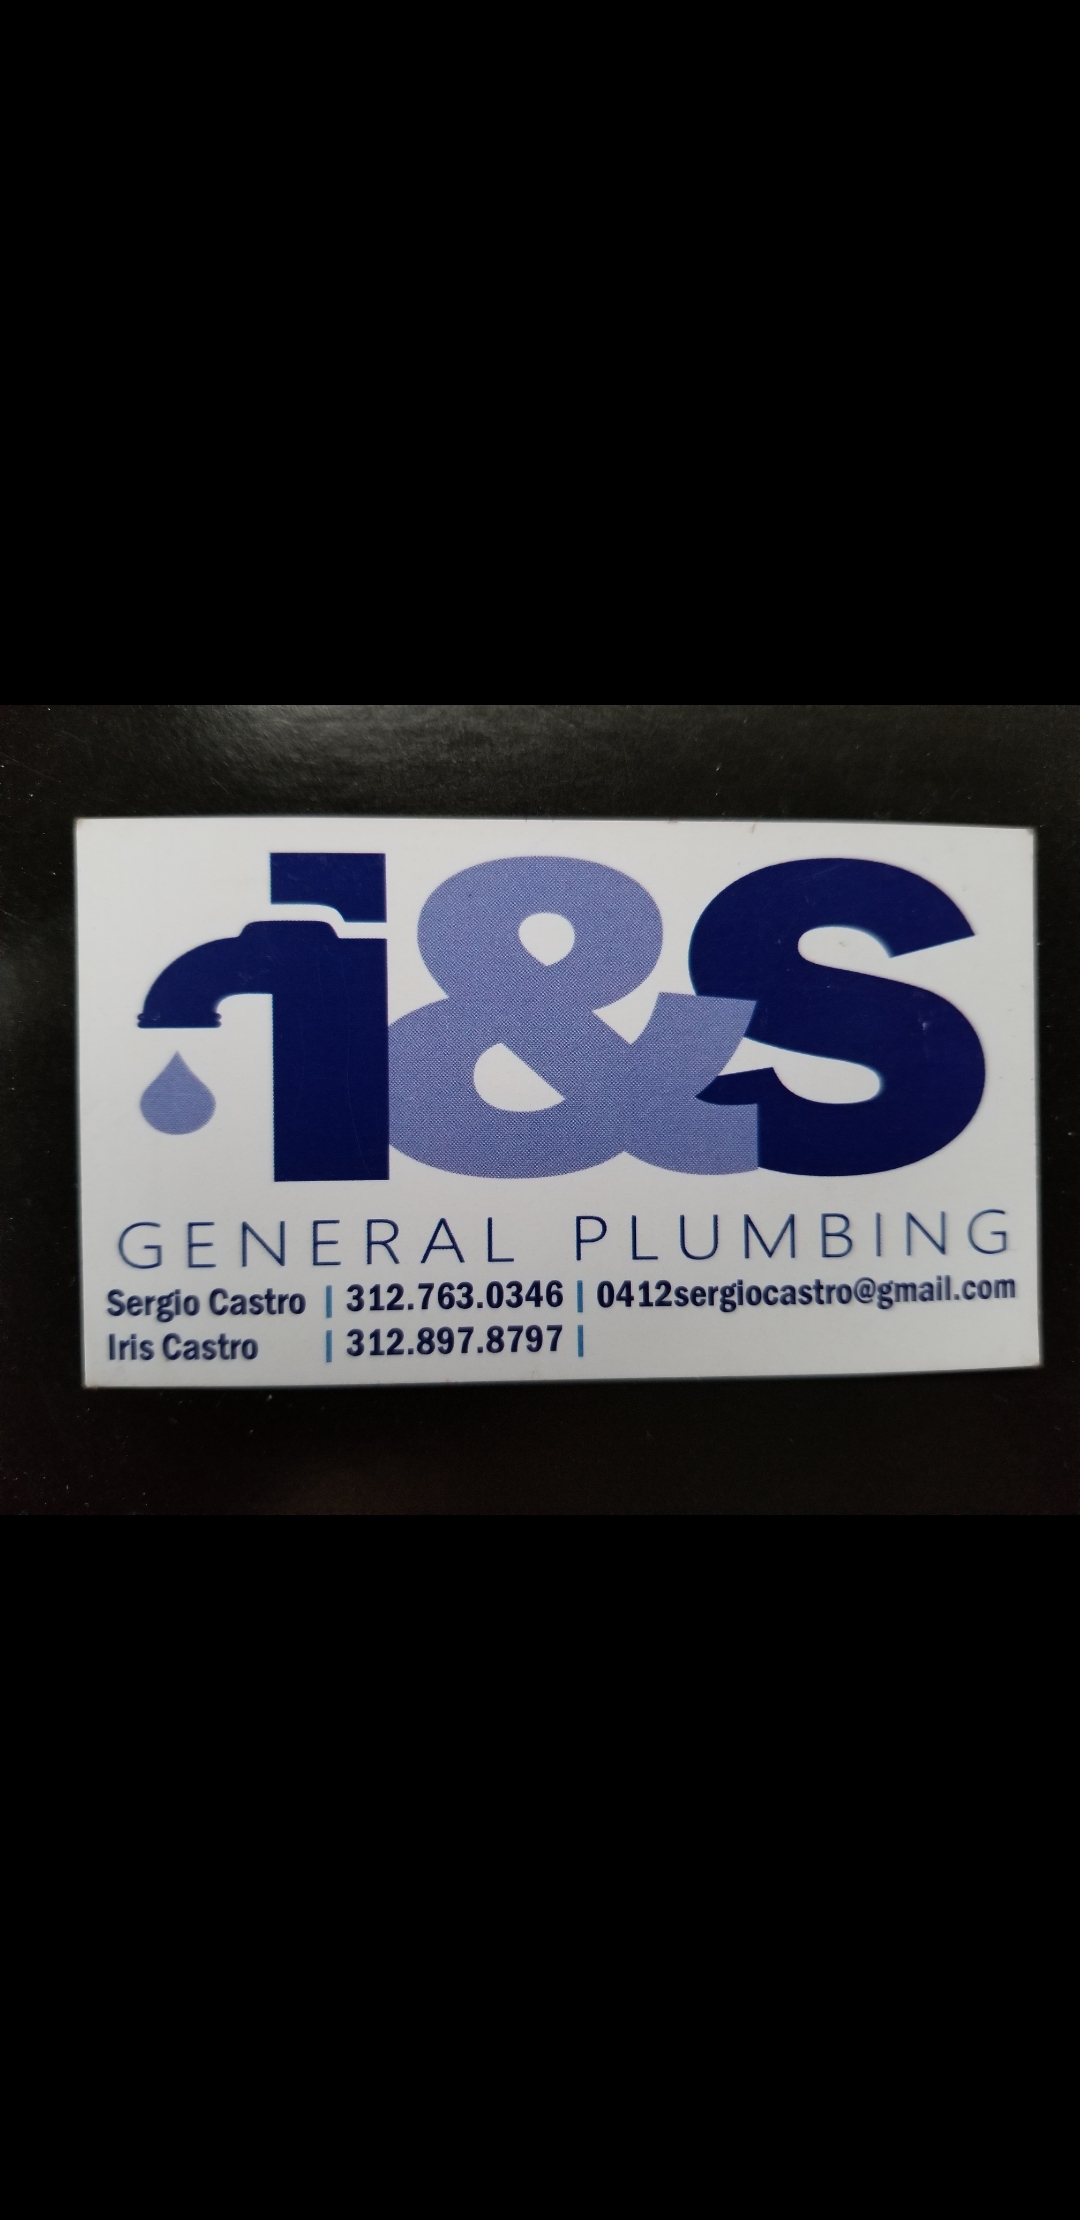 i&S
GENERAL PLUMBING
Sergio Castro | 312.763.0346 | 0412sergiocastro@gmail.com
Iris Castro | 312.897.8797 |